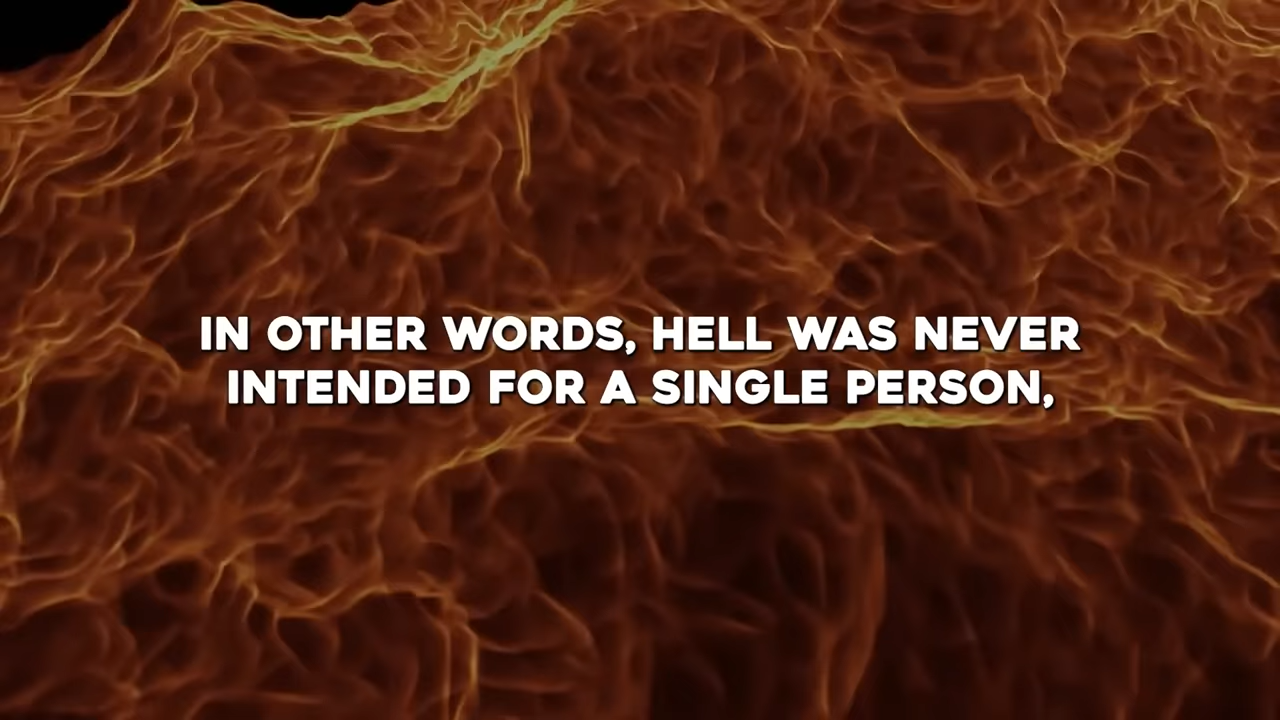 IN OTHER WORDS, HELL WAS NEVER
INTENDED FOR A SINGLE PERSON,